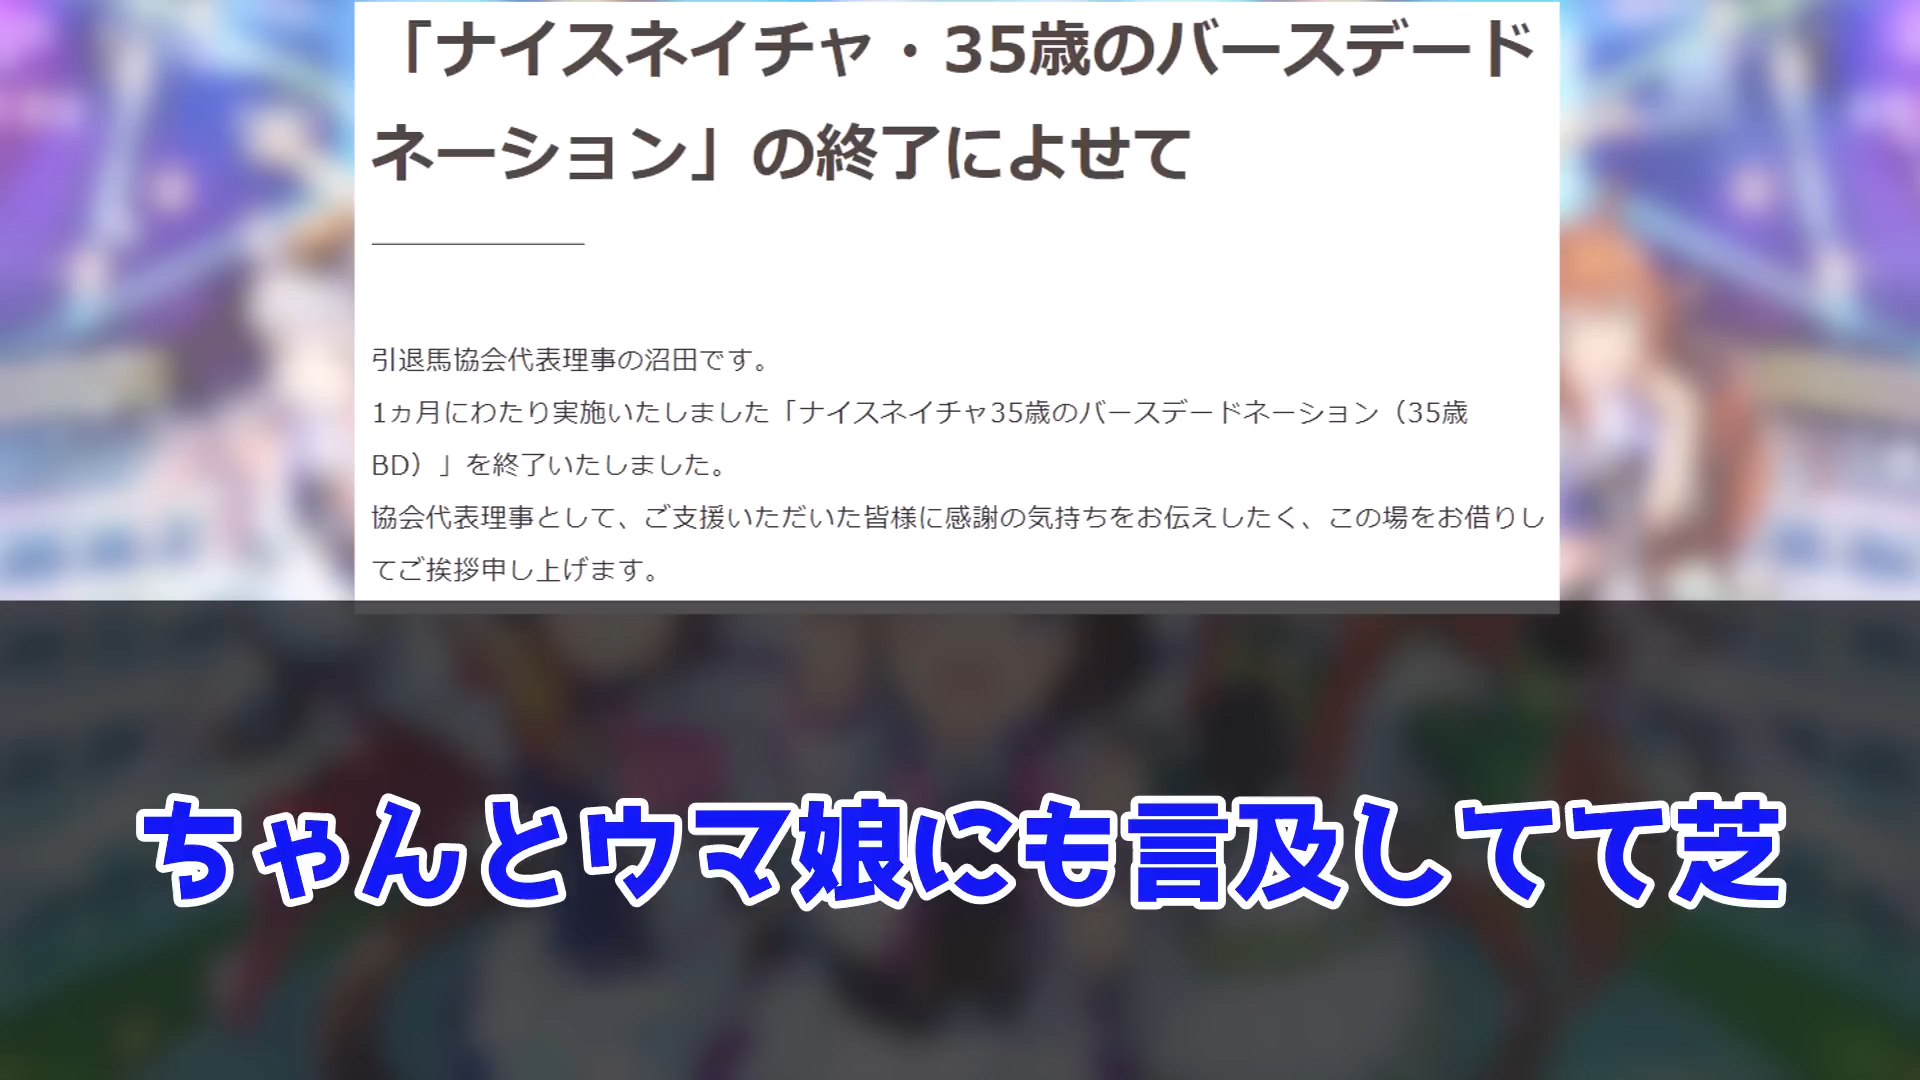 「ナイスネイチャ・35歳のバースデード
ネーション」の終了によせて
引退馬協会代表理事の沼田です。
1ヵ月にわたり実施いたしました「ナイスネイチャ35歳のバースデードネーション（35歳
BD）」を終了いたしました。
協会代表理事として、ご支援いただいた皆様に感謝の気持ちをお伝えしたく、この場をお借りし
てご挨拶申し上げます。
ちゃんとウマ娘にも言及してて芝